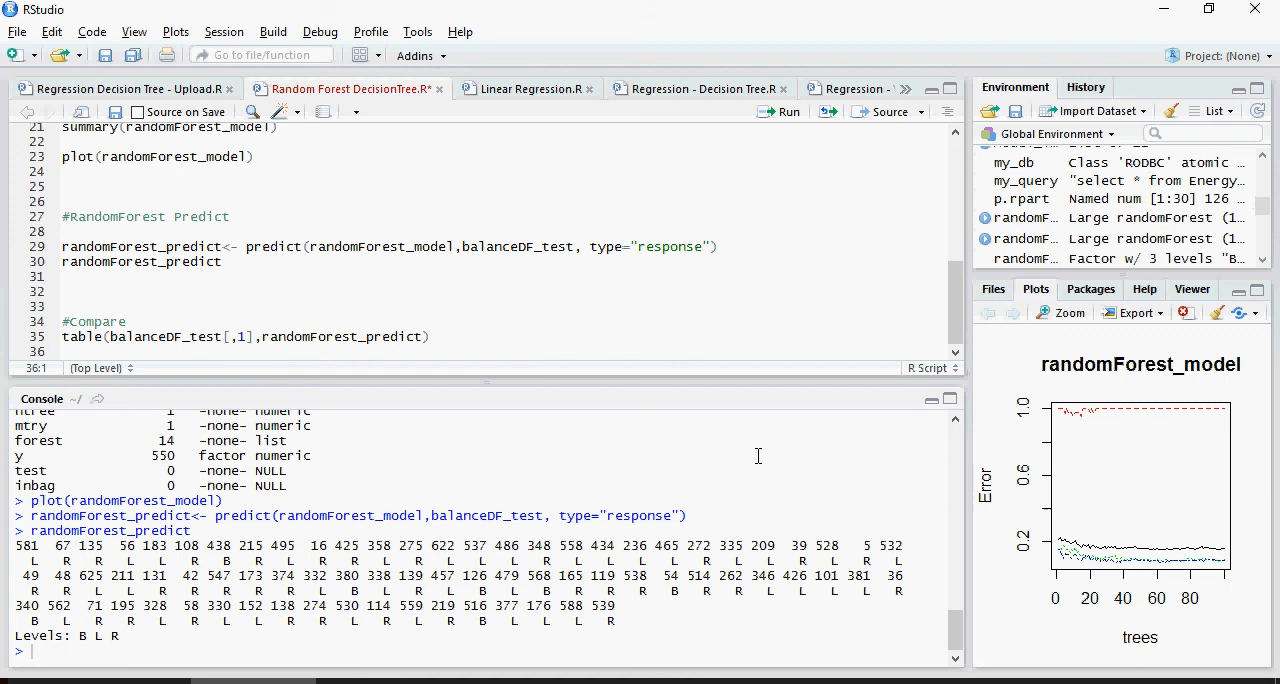 RStudio
File Edit Code View Plots Session Build Debug Profile Tools Help
Go to file/function Addins Project: (None)
Regression Decision Tree - Upload.R Random Forest DecisionTree.R* Linear Regression.R Regression - Decision Tree.R Regression -
Source on Save Run Source
21 summary(randomForest_model)
22
23 plot(randomForest_model)
24
25
26
27 #RandomForest Predict
28
29 randomForest_predict<- predict(randomForest_model,balanceDF_test, type="response")
30 randomForest_predict
31
32
33
34 #Compare
35 table(balanceDF_test[,1],randomForest_predict)
36
36:1 (Top Level) R Script
Console ~/
ntree 1 -none- numeric
mtry 1 -none- numeric
forest 14 -none- list
y 550 factor numeric
test 0 -none- NULL
inbag 0 -none- NULL
> plot(randomForest_model)
> randomForest_predict<- predict(randomForest_model,balanceDF_test, type="response")
> randomForest_predict
581 67 135 56 183 108 438 215 495 16 425 358 275 622 537 486 348 558 434 236 465 272 335 209 39 528 5 532
49 48 625 211 131 42 547 173 374 332 380 338 139 457 126 479 568 165 119 538 54 514 262 346 426 101 381 36
340 562 71 195 328 58 330 152 138 274 530 114 559 219 516 377 176 588 539
B L R R L R L L R R L R L R B L L L R
Levels: B L R
>
Environment History
Import Dataset List
Global Environment
my_db Class 'RODBC' atomic …
my_query "select * from Energy…
p.rpart Named num [1:30] 126 …
randomF… Large randomForest (1…
randomF… Large randomForest (1…
randomF… Factor w/ 3 levels "B…
Files Plots Packages Help Viewer
Zoom Export
randomForest_model
Error
1.0
0.6
0.2
0 20 40 60 80
trees